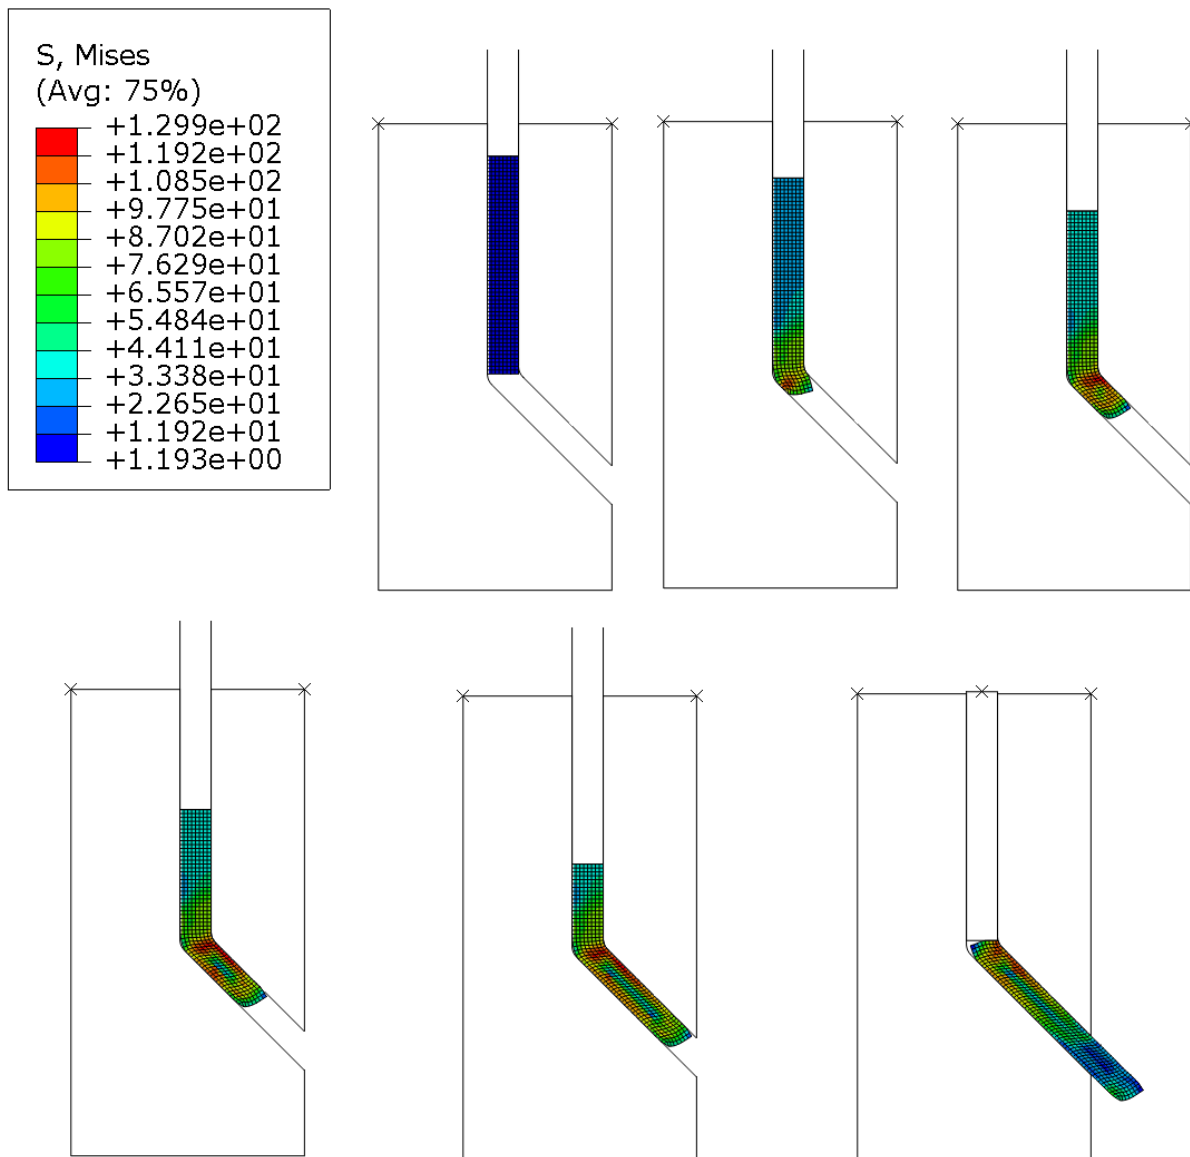 S, Mises
(Avg: 75%)
+1.299e+02
+1.192e+02
+1.085e+02
+9.775e+01
+8.702e+01
+7.629e+01
+6.557e+01
+5.484e+01
+4.411e+01
+3.338e+01
+2.265e+01
+1.192e+01
+1.193e+00